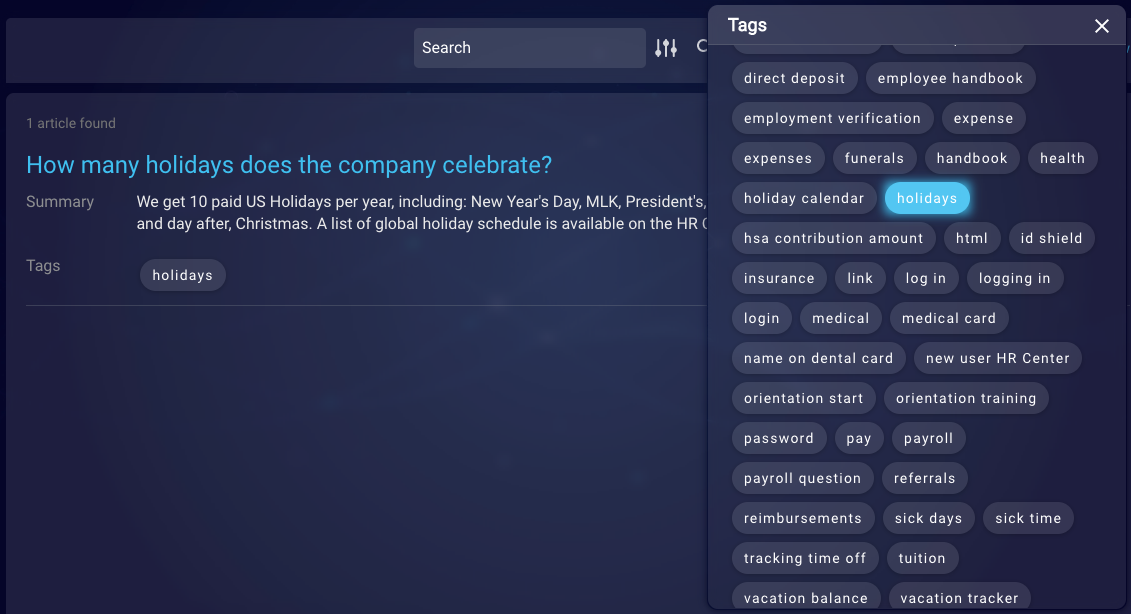 Tags
Search
direct deposit employee handbook
employment verification expense
1 article found
expenses funerals handbook health
How many holidays does the company celebrate?
Summary We get 10 paid US Holidays per year, including: New Year's Day, MLK, President's,
and day after, Christmas. A list of global holiday schedule is available on the HR
holiday calendar holidays
hsa contribution amount html id shield
Tags holidays
insurance link log in logging in
login medical medical card
name on dental card new user HR Center
orientation start orientation training
password pay payroll
payroll question referrals
reimbursements sick days sick time
tracking time off tuition
vacation balance vacation tracker